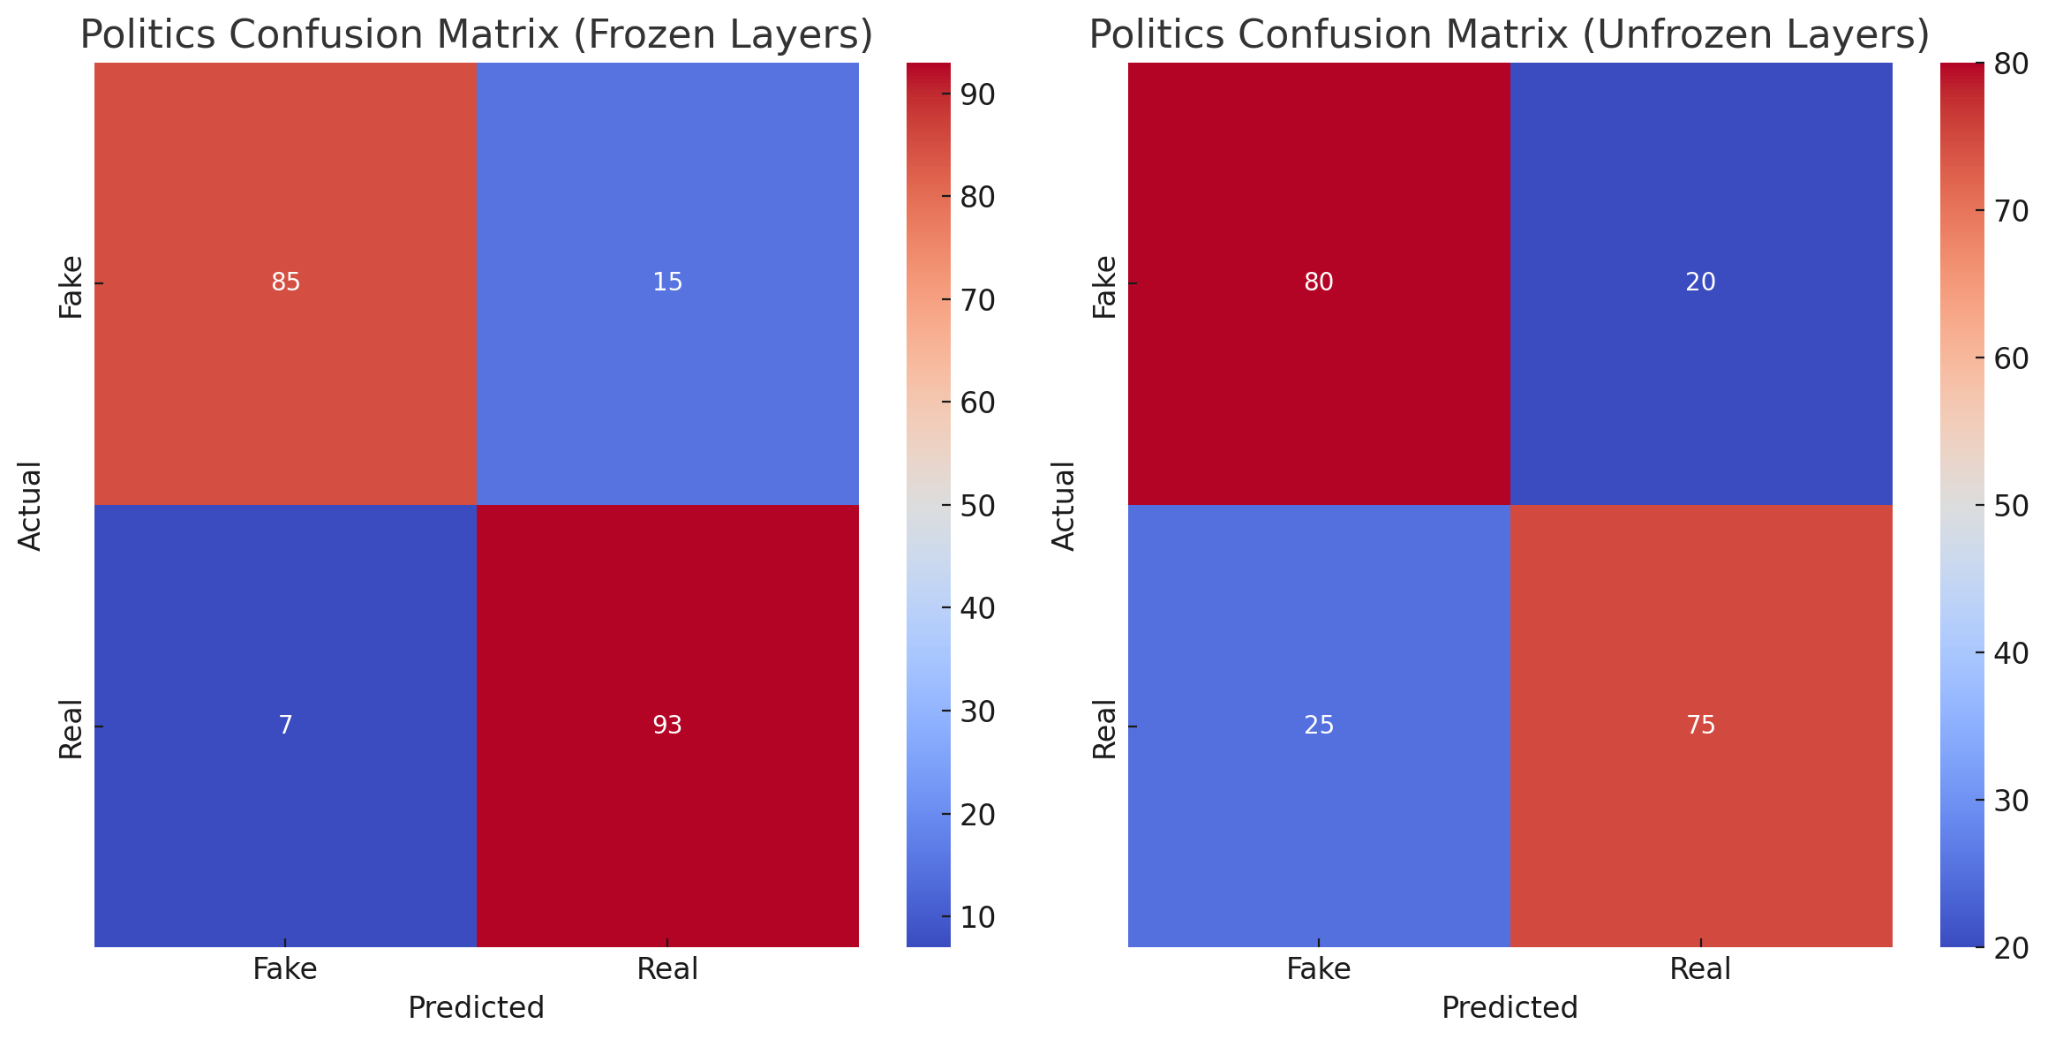 Politics Confusion Matrix (Frozen Layers)
Actual
Fake
Real
85 15
7 93
Fake Real
Predicted
90
80
70
60
50
40
30
20
10
Politics Confusion Matrix (Unfrozen Layers)
Actual
Fake
Real
80 20
25 75
Fake Real
Predicted
80
70
60
50
40
30
20